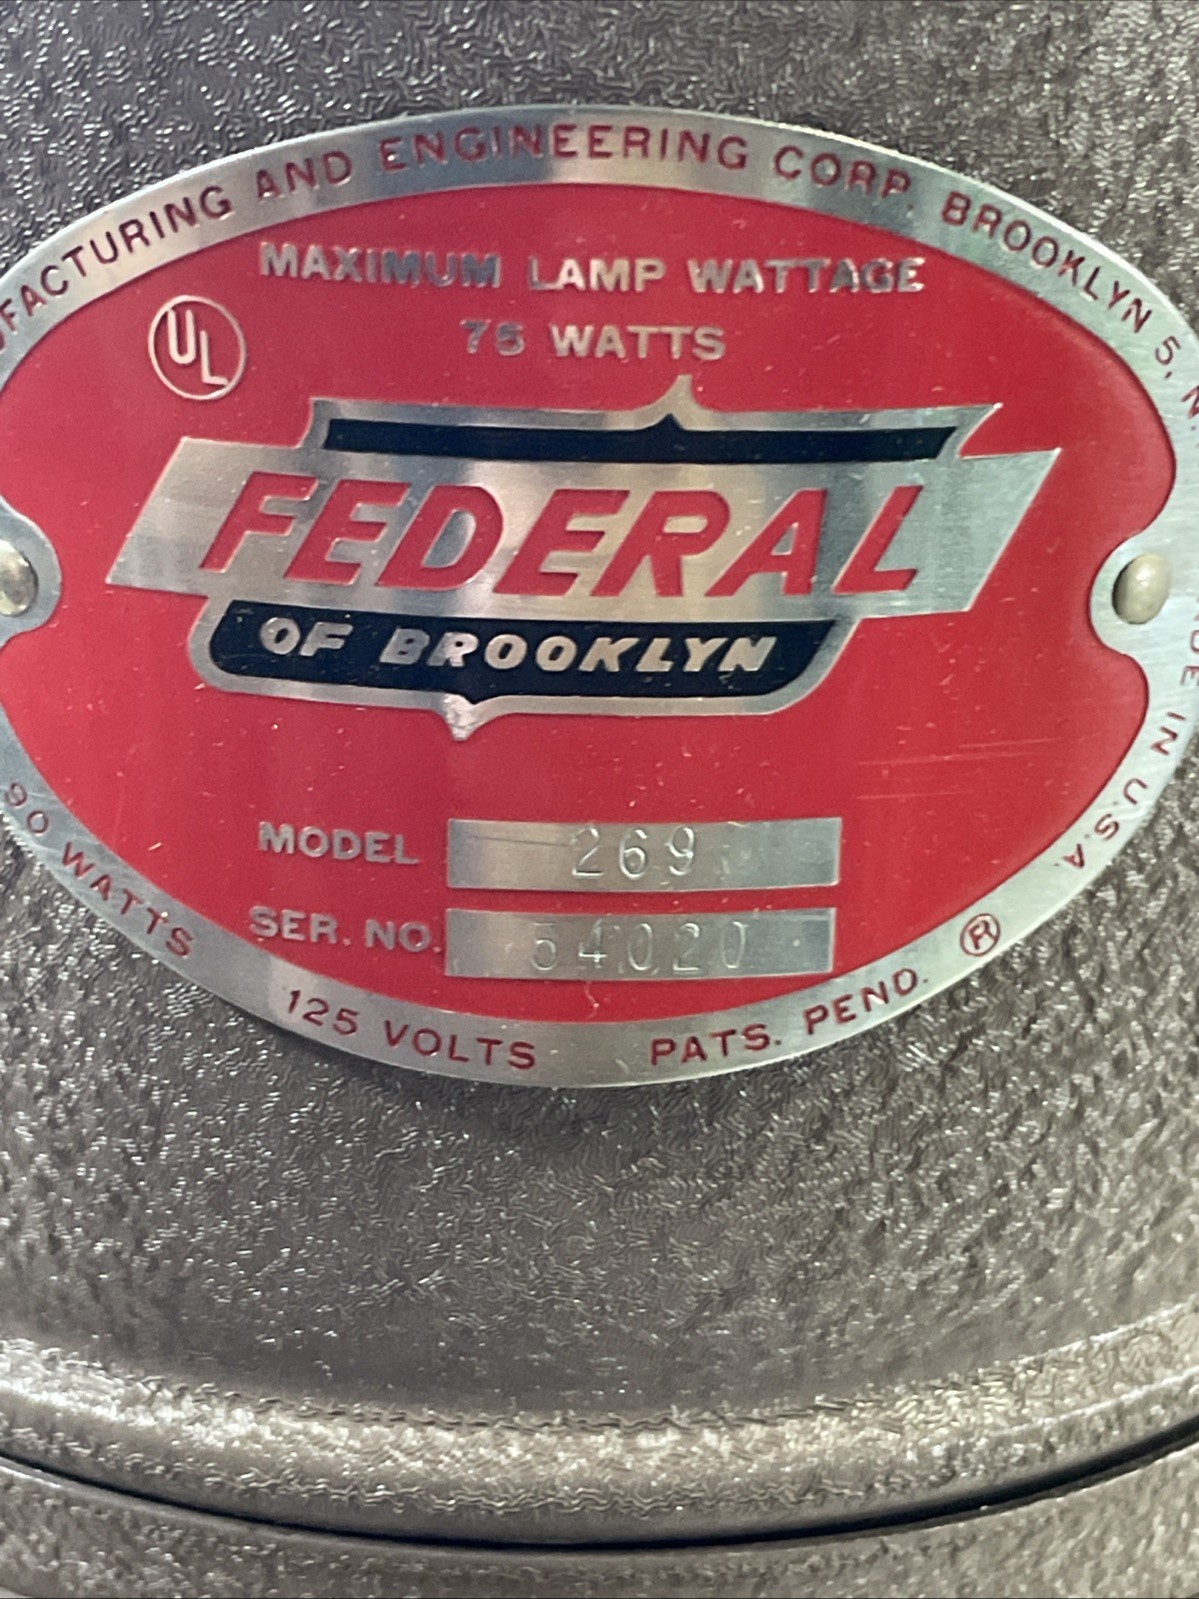 UFACTURING AND ENGINEERING CORP. BROOKLYN 5, N.
MAXIMUM LAMP WATTAGE
75 WATTS
UL
FEDERAL
OF BROOKLYN
MODEL 269
SER. NO. 54020
90 WATTS 125 VOLTS PATS. PEND. ® DE IN U.S.A.